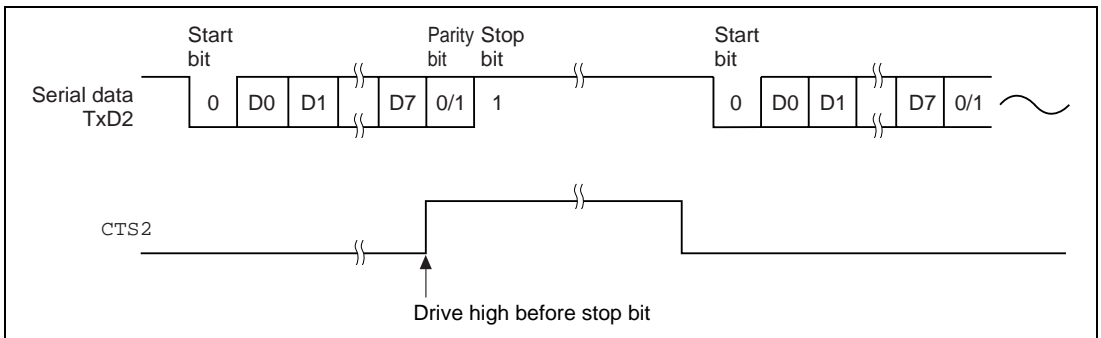 Start bit Parity bit Stop bit Start bit
Serial data TxD2 0 D0 D1 D7 0/1 1 0 D0 D1 D7 0/1
CTS2
Drive high before stop bit